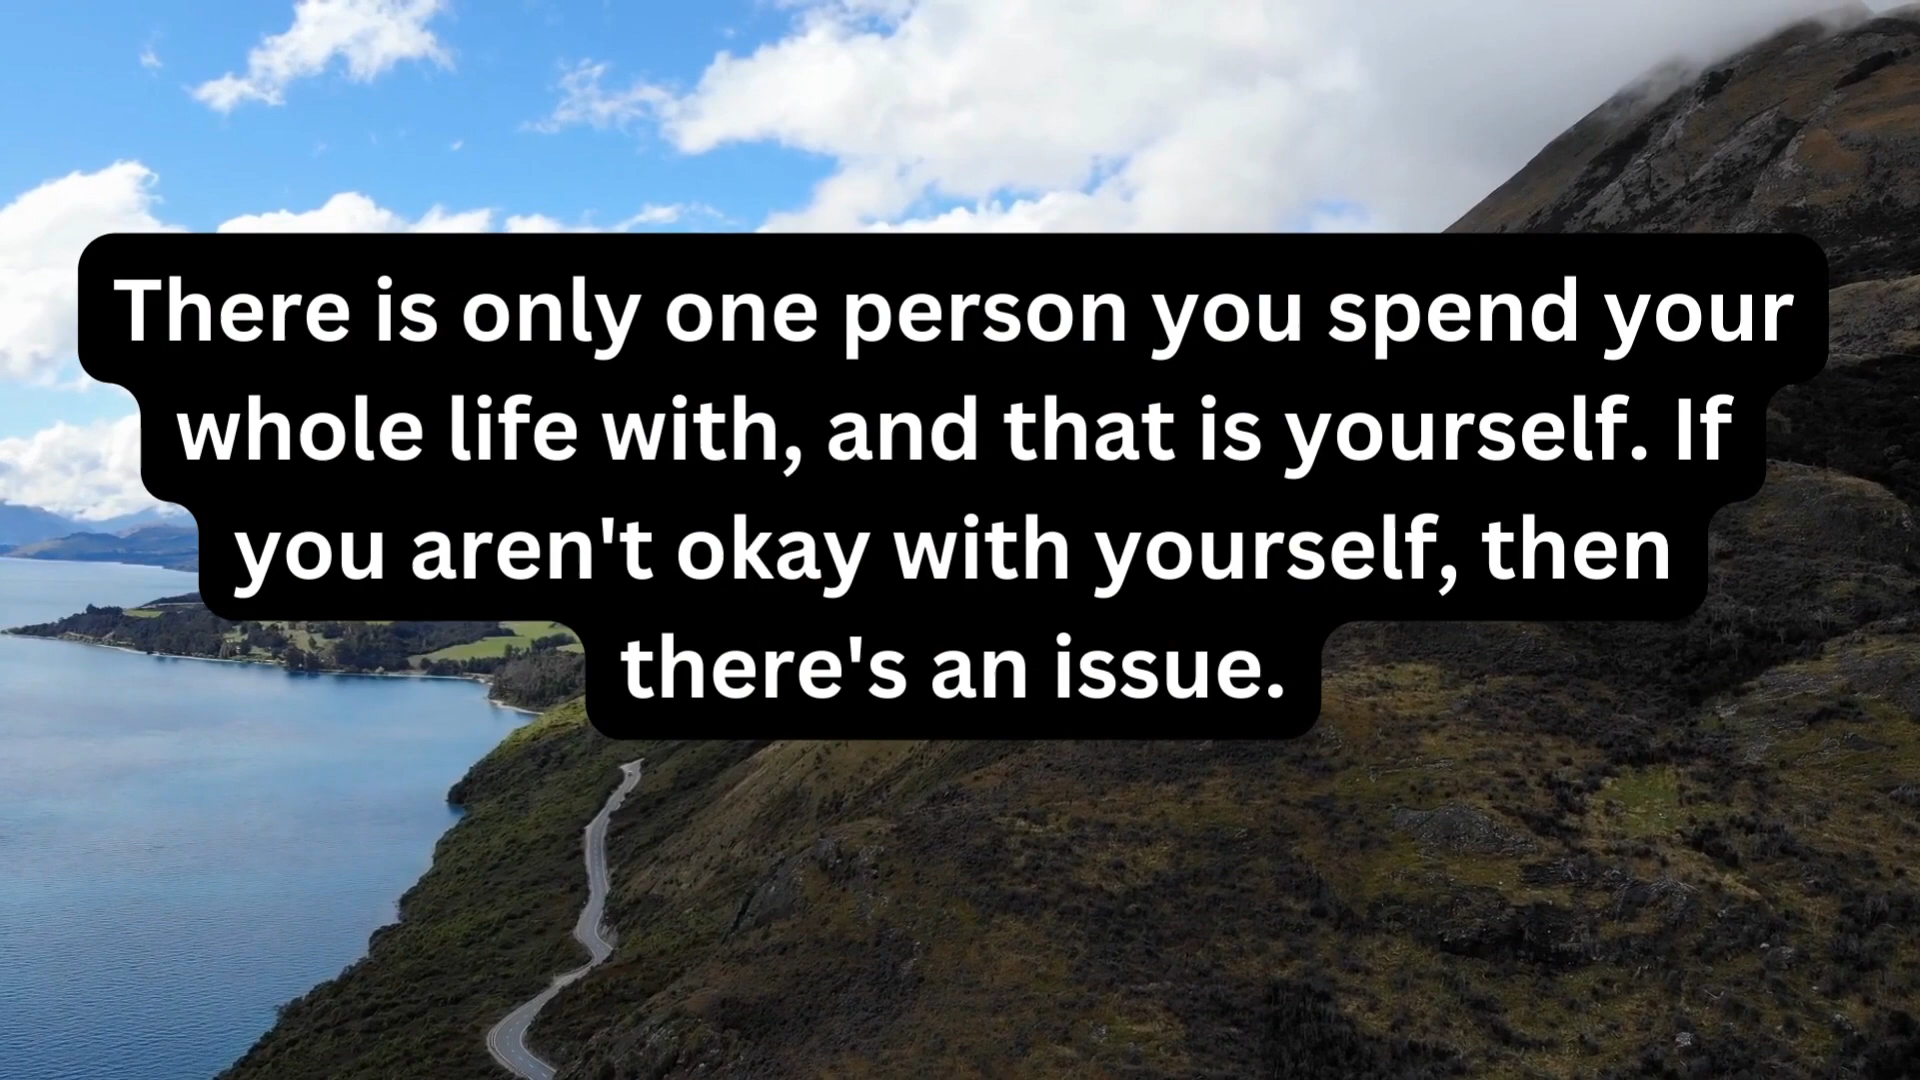 There is only one person you spend your
whole life with, and that is yourself. If
you aren't okay with yourself, then
there's an issue.